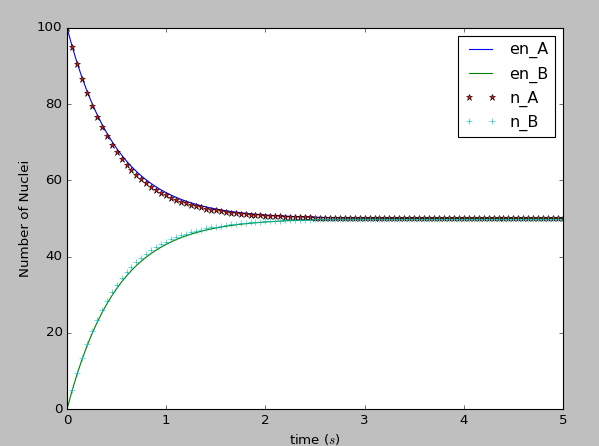 100
80
60
40
20
0
Number of Nuclei
en_A
en_B
n_A
n_B
0 1 2 3 4 5
time (s)